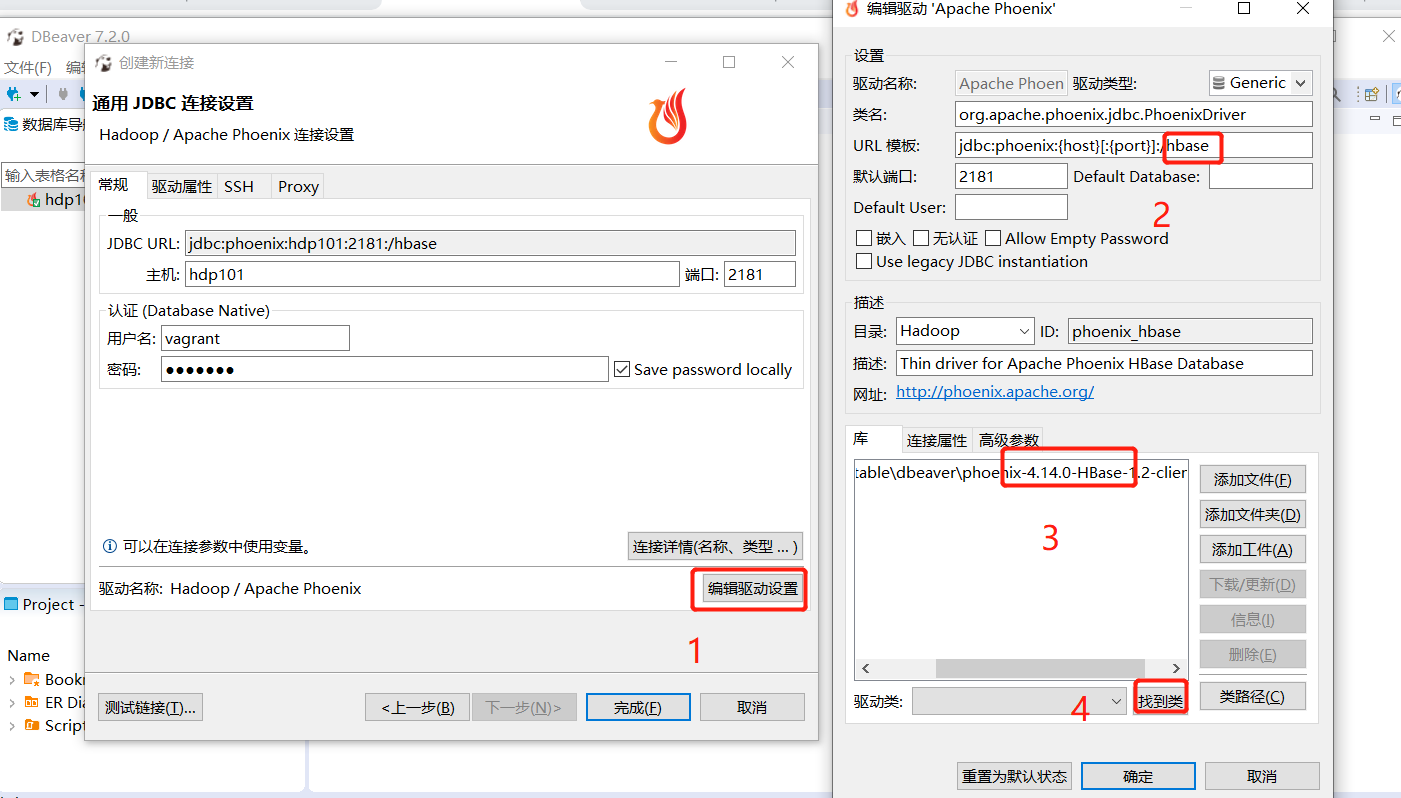 DBeaver 7.2.0
文件(F)
数据库导
输入表格名称
hdp10
Project -
Name
Book
ER Dia
Script
创建新连接
通用 JDBC 连接设置
Hadoop / Apache Phoenix 连接设置
常规 驱动属性 SSH Proxy
一般
JDBC URL: jdbc:phoenix:hdp101:2181:/hbase
主机: hdp101 端口: 2181
认证 (Database Native)
用户名: vagrant
密码: ●●●●●●● Save password locally
可以在连接参数中使用变量。
连接详情(名称、类型 ... )
驱动名称: Hadoop / Apache Phoenix 编辑驱动设置
1
测试链接(T)... <上一步(B) 下一步(N)> 完成(F) 取消
编辑驱动 'Apache Phoenix'
设置
驱动名称: Apache Phoen 驱动类型: Generic
类名: org.apache.phoenix.jdbc.PhoenixDriver
URL 模板: jdbc:phoenix:{host}[:{port}]:/hbase
默认端口: 2181 Default Database:
Default User:
2
嵌入 无认证 Allow Empty Password
Use legacy JDBC instantiation
描述
目录: Hadoop ID: phoenix_hbase
描述: Thin driver for Apache Phoenix HBase Database
网址: http://phoenix.apache.org/
库 连接属性 高级参数
table\dbeaver\phoenix-4.14.0-HBase-1.2-clien
3
添加文件(F)
添加文件夹(D)
添加工件(A)
下载/更新(D)
信息(I)
删除(E)
驱动类: 4 找到类 类路径(C)
重置为默认状态 确定 取消